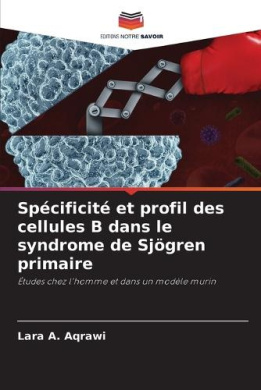 EDITIONS NOTRE SAVOIR
Spécificité et profil des
cellules B dans le
syndrome de Sjögren
primaire
Études chez l'homme et dans un modèle murin
Lara A. Aqrawi